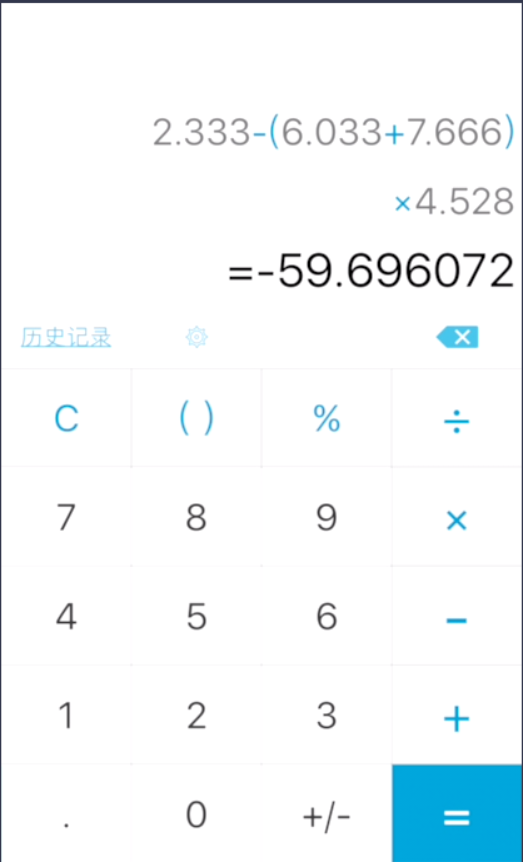 2.333-(6.033+7.666)
×4.528
=-59.696072
历史记录
C ( ) % ÷
7 8 9 ×
4 5 6 -
1 2 3 +
. 0 +/- =